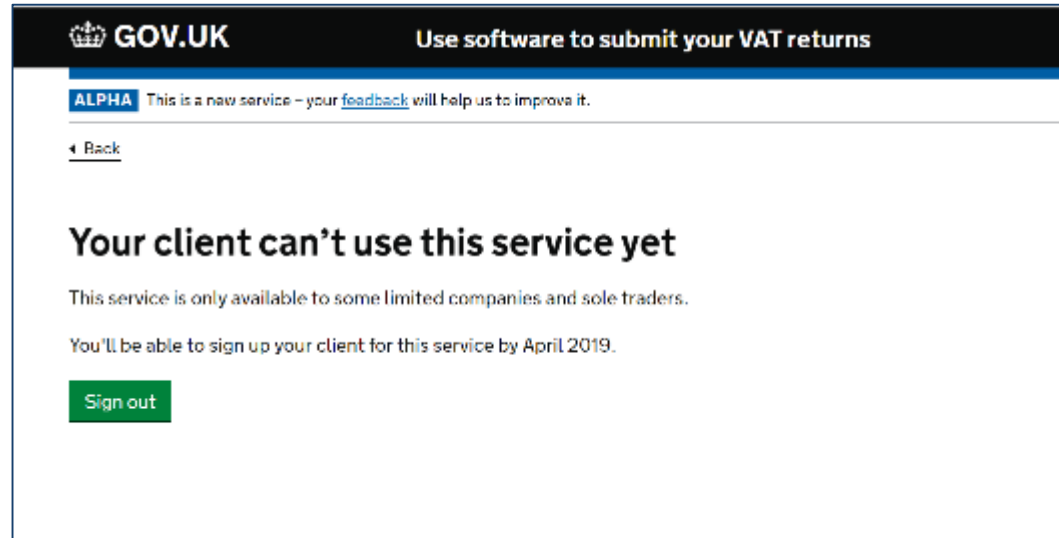 GOV.UK
Use software to submit your VAT returns
ALPHA This is a new service – your feedback will help us to improve it.
Back
Your client can’t use this service yet
This service is only available to some limited companies and sole traders.
You'll be able to sign up your client for this service by April 2019.
Sign out